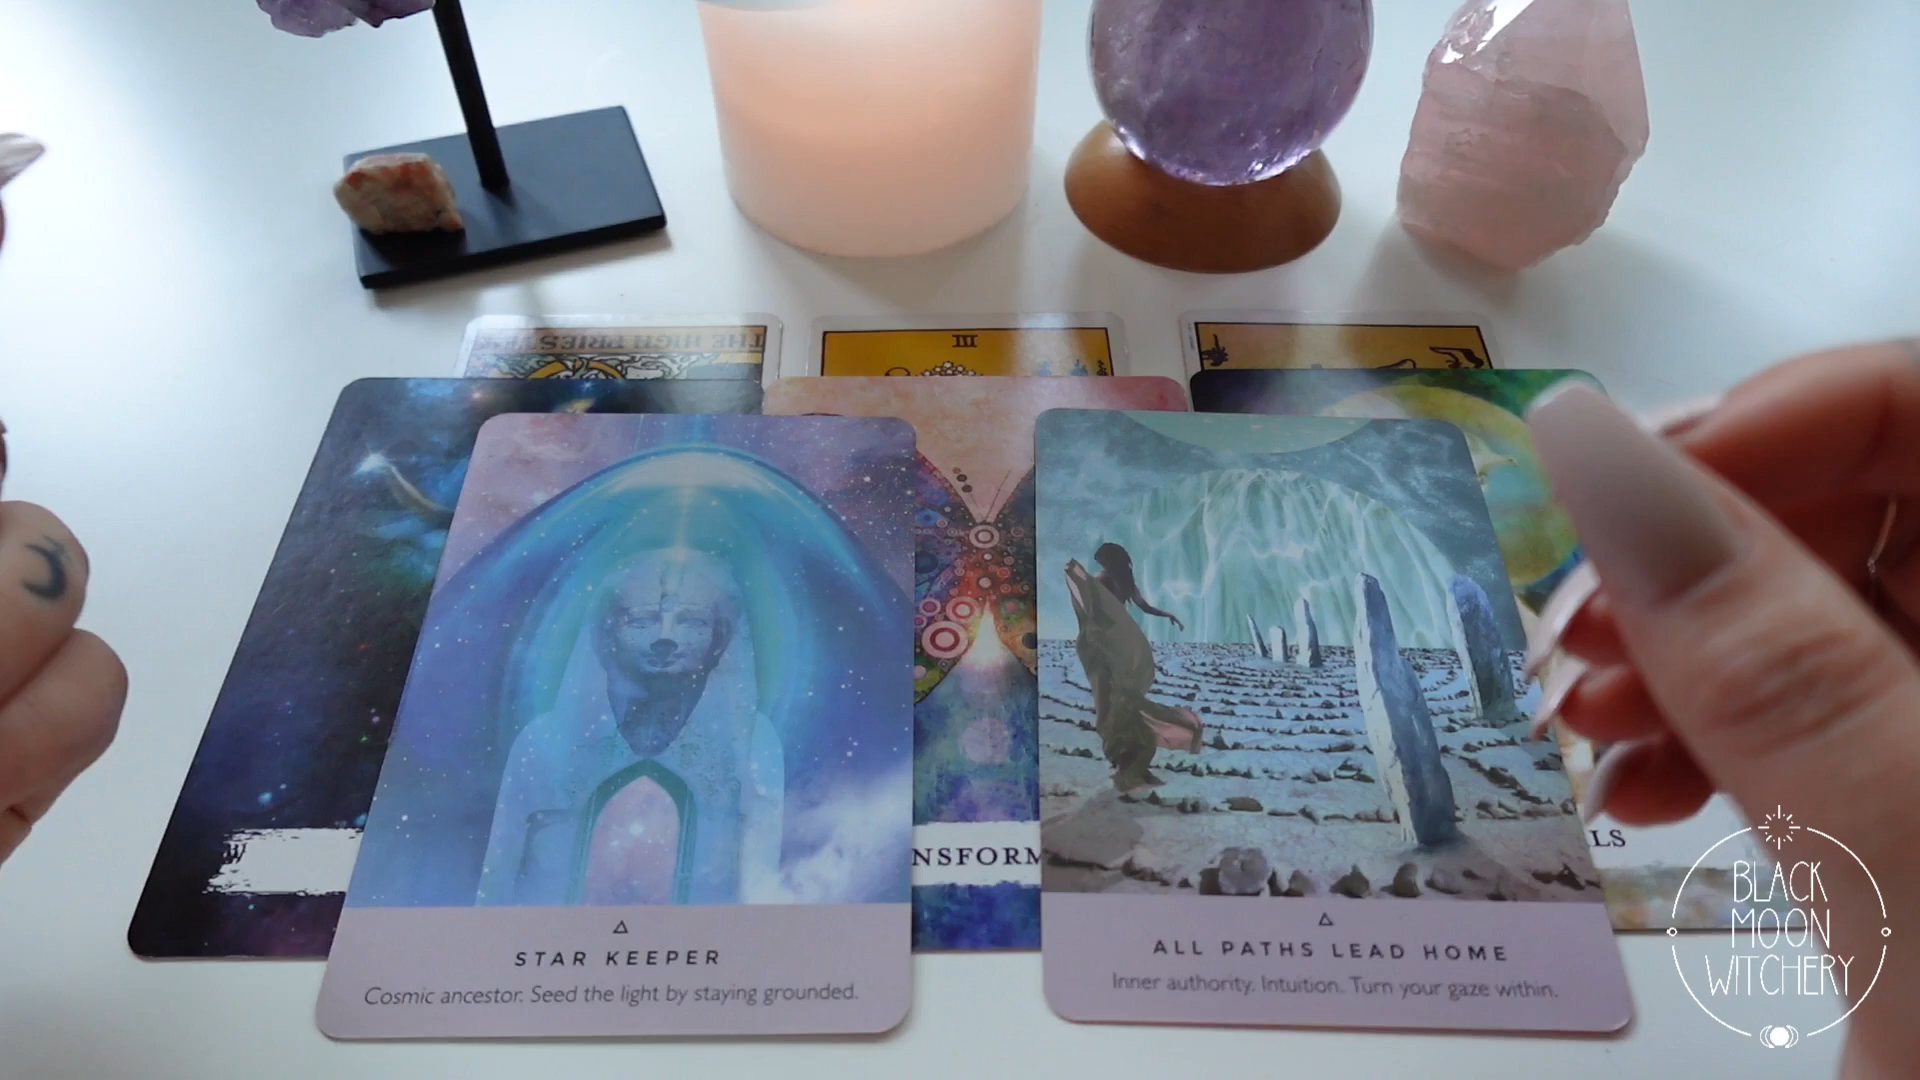 THE HIGH PRIEST
III
W
NSFORM
LS
STAR KEEPER
Cosmic ancestor. Seed the light by staying grounded.
ALL PATHS LEAD HOME
Inner authority. Intuition. Turn your gaze within.
BLACK
MOON
WITCHERY